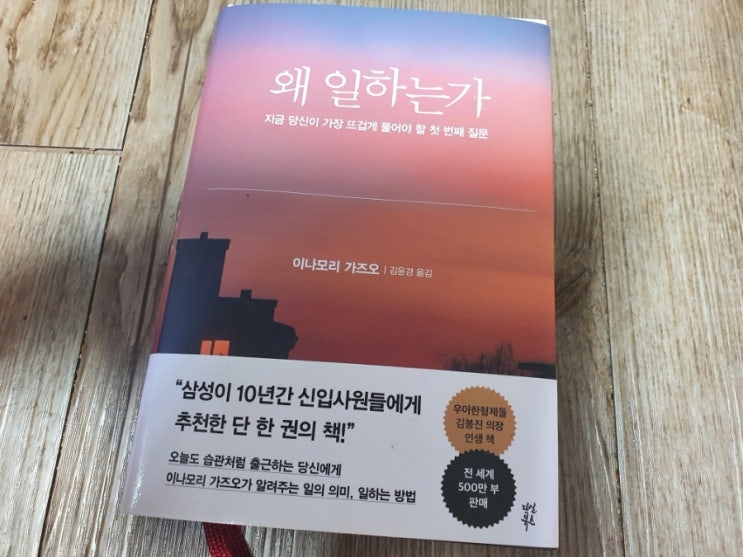 왜 일하는가
지금 당신이 가장 뜨겁게 물어야 할 첫 번째 질문
이나모리 가즈오 | 김윤경 옮김
“삼성이 10년간 신입사원들에게
추천한 단 한 권의 책!”
오늘도 습관처럼 출근하는 당신에게
이나모리 가즈오가 알려주는 일의 의미, 일하는 방법
우아한형제들
김봉진 의장
인생 책
전 세계
500만 부
판매
다산
북스